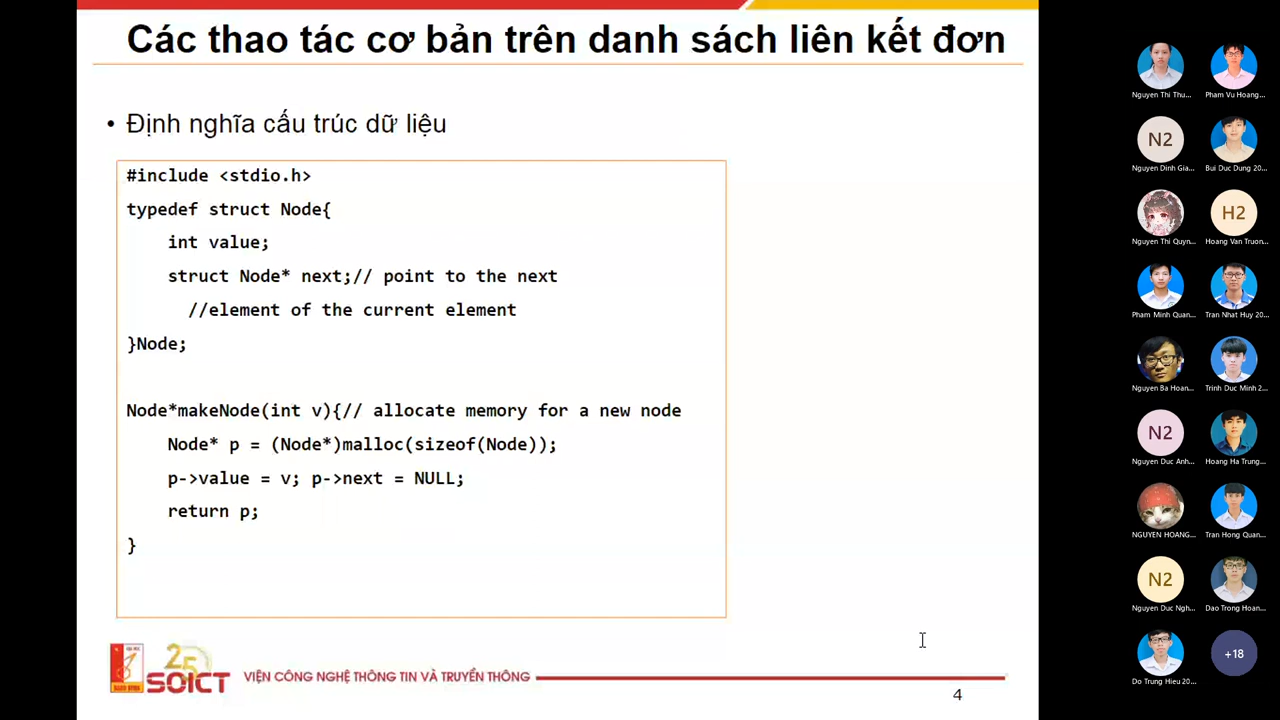 Các thao tác cơ bản trên danh sách liên kết đơn
• Định nghĩa cấu trúc dữ liệu
#include <stdio.h>
typedef struct Node{
int value;
struct Node* next;// point to the next
//element of the current element
}Node;
Node*makeNode(int v){// allocate memory for a new node
Node* p = (Node*)malloc(sizeof(Node));
p->value = v; p->next = NULL;
return p;
}
25
SOICT
VIỆN CÔNG NGHỆ THÔNG TIN VÀ TRUYỀN THÔNG
4
Nguyen Thi Thu...
Pham Vu Hoang...
N2
Nguyen Dinh Gia...
Bui Duc Dung 20...
H2
Nguyen Thi Quyn...
Hoang Van Truon...
Pham Minh Quan...
Tran Nhat Huy 20...
Nguyen Ba Hoan...
Trinh Duc Minh 2...
N2
Nguyen Duc Anh...
Hoang Ha Trung...
NGUYEN HOANG...
Tran Hong Quan...
N2
Nguyen Duc Ngh...
Dao Trong Hoan...
+18
Do Trung Hieu 20...